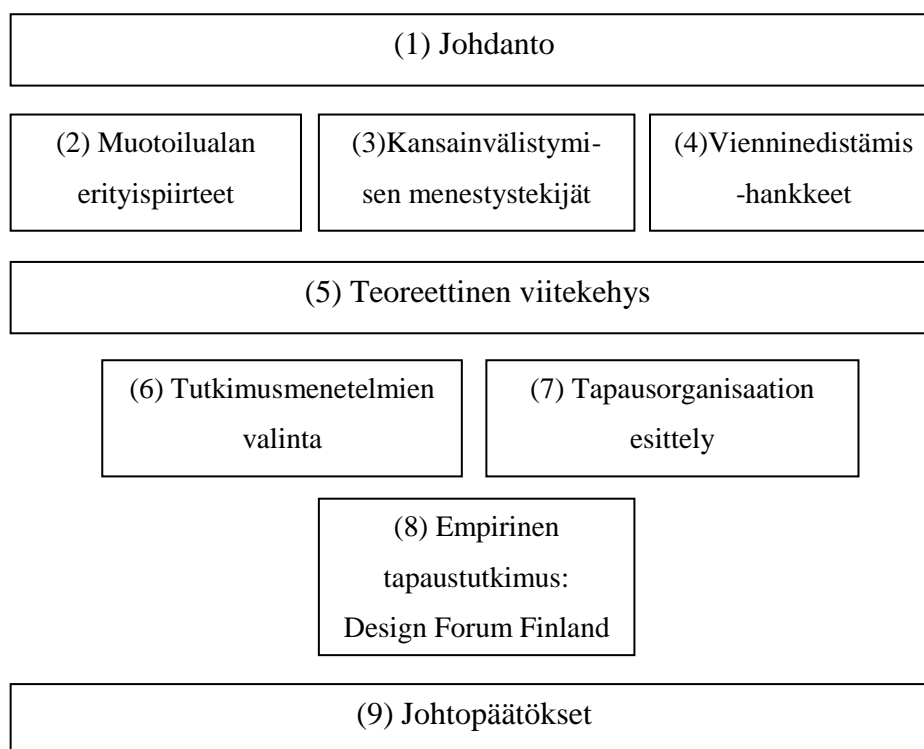 (1) Johdanto
(2) Muotoilualan
erityispiirteet
(3)Kansainvälistymi-
sen menestystekijät
(4)Vienninedistämis
-hankkeet
(5) Teoreettinen viitekehys
(6) Tutkimusmenetelmien
valinta
(7) Tapausorganisaation
esittely
(8) Empirinen
tapaustutkimus:
Design Forum Finland
(9) Johtopäätökset